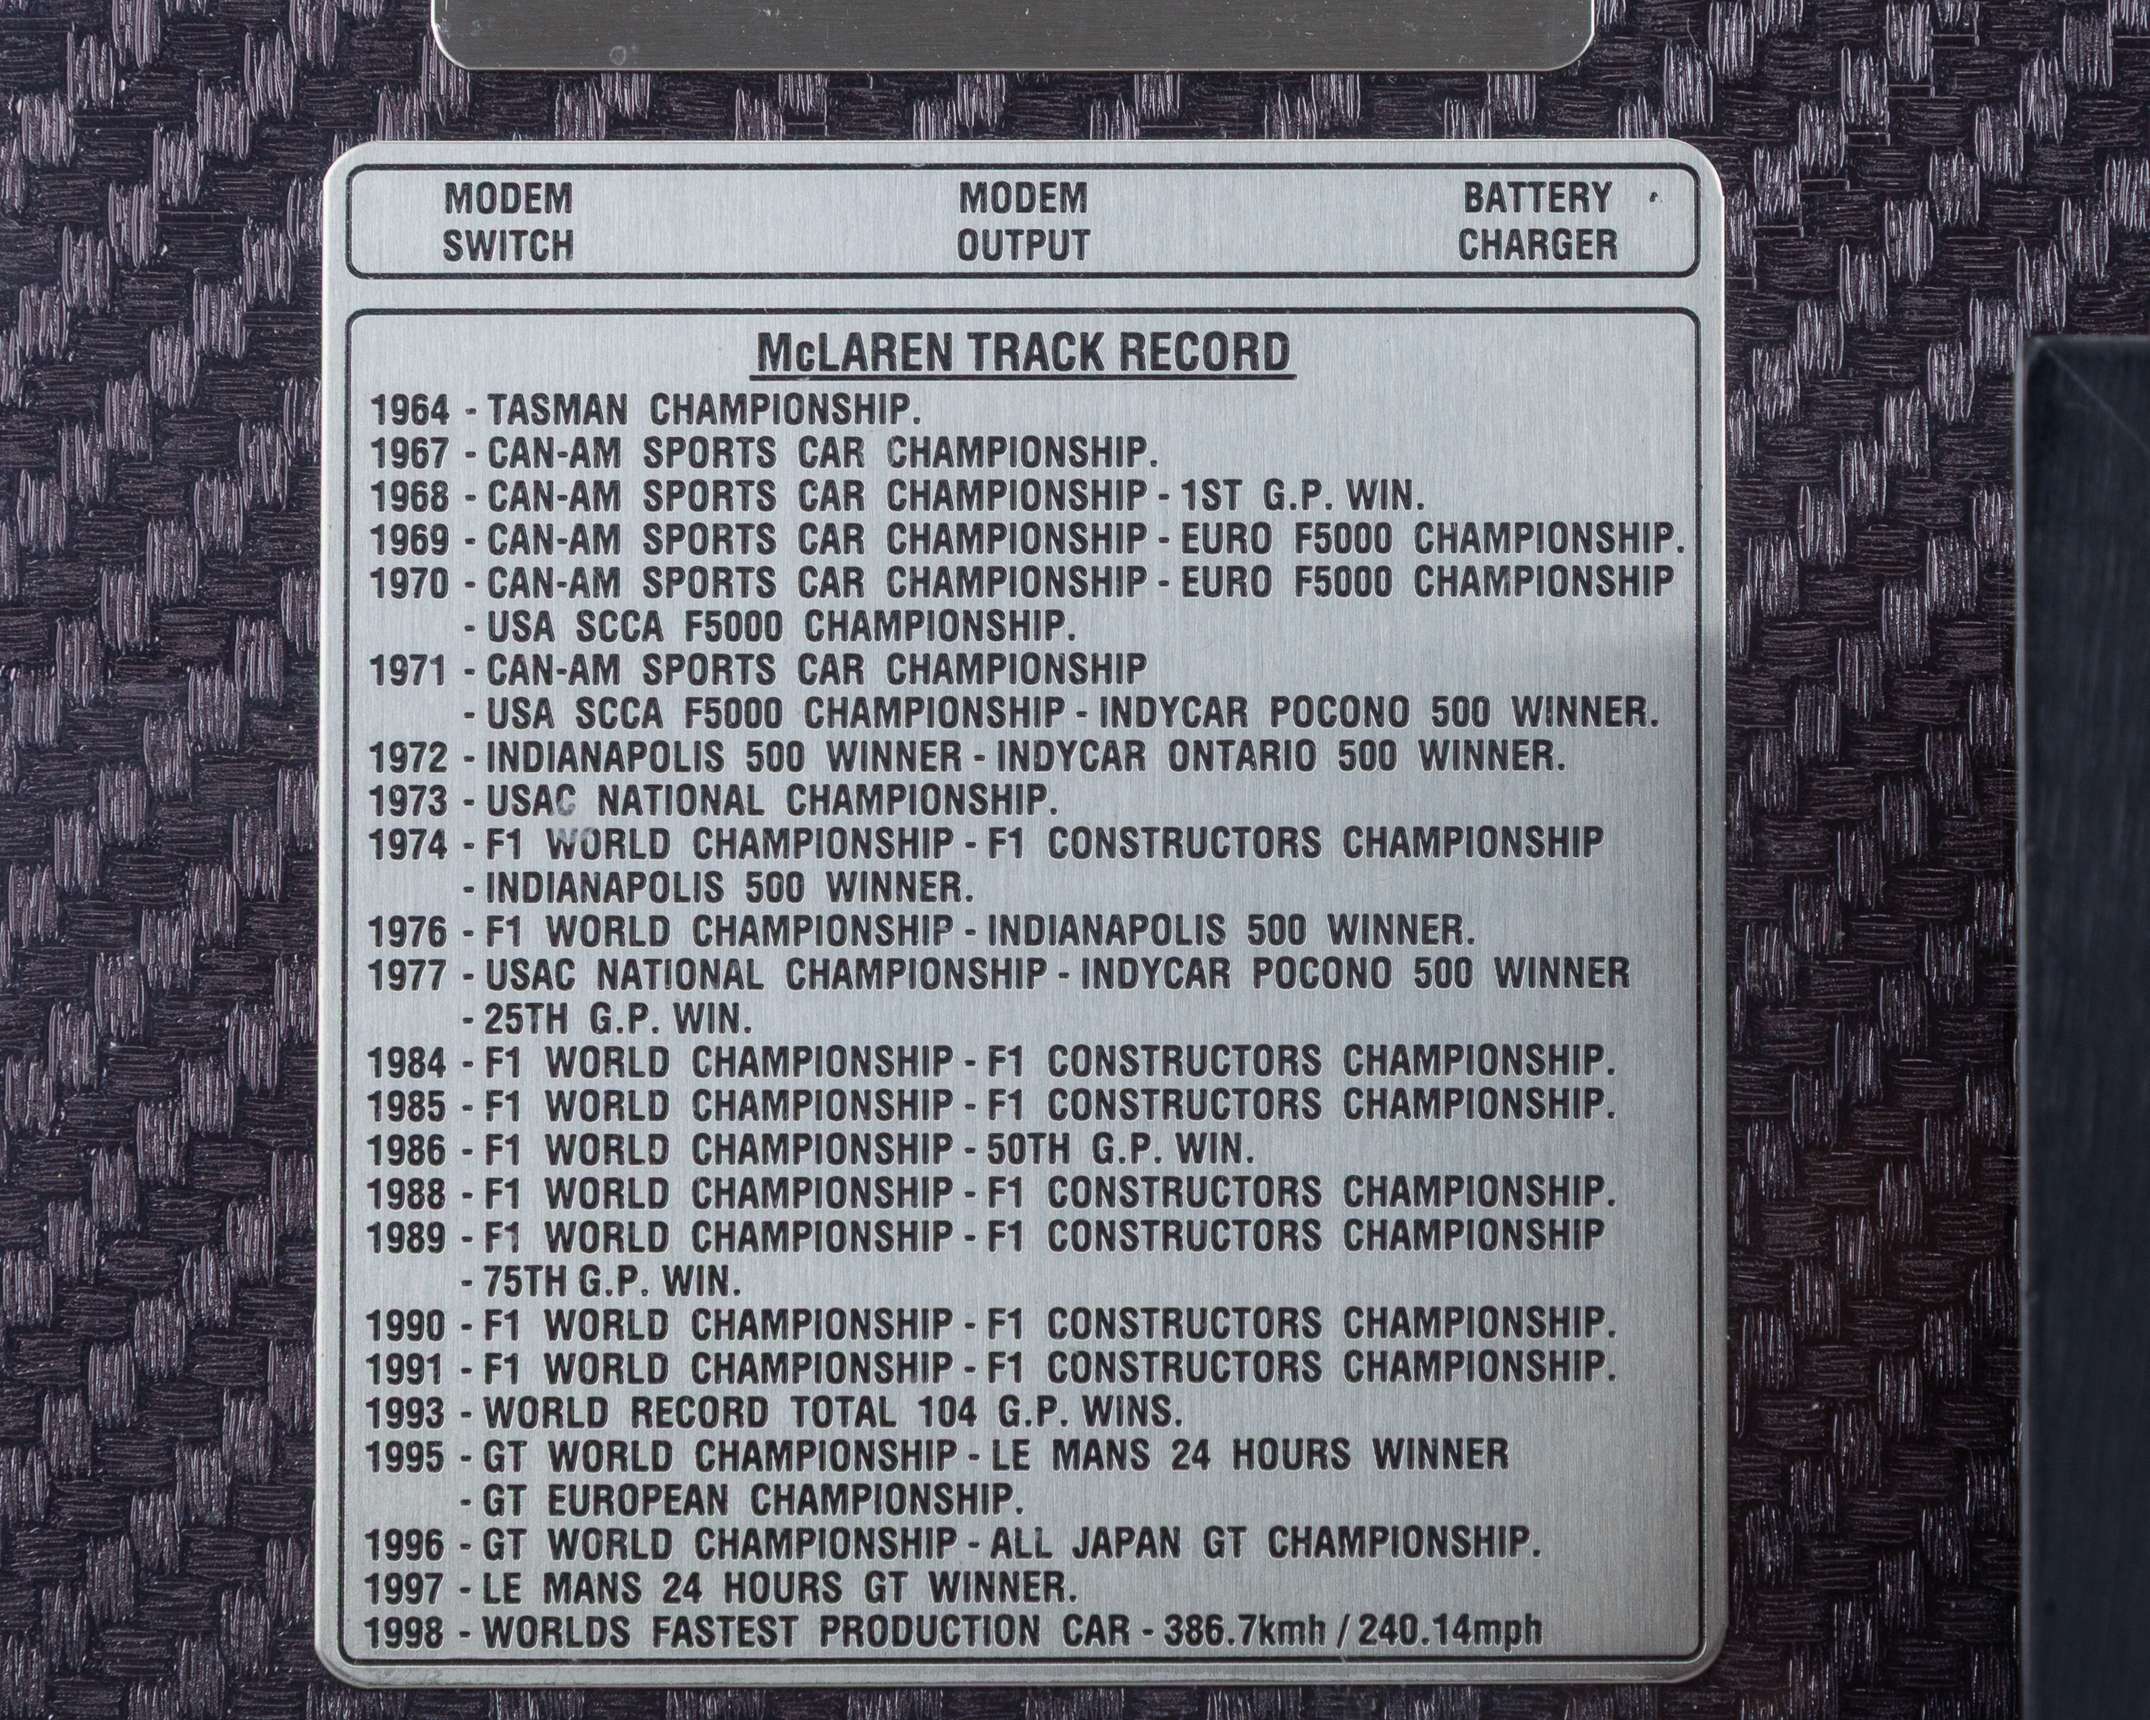 MODEM MODEM BATTERY
SWITCH OUTPUT CHARGER
McLAREN TRACK RECORD
1964 - TASMAN CHAMPIONSHIP.
1967 - CAN-AM SPORTS CAR CHAMPIONSHIP.
1968 - CAN-AM SPORTS CAR CHAMPIONSHIP - 1ST G.P. WIN.
1969 - CAN-AM SPORTS CAR CHAMPIONSHIP - EURO F5000 CHAMPIONSHIP.
1970 - CAN-AM SPORTS CAR CHAMPIONSHIP - EURO F5000 CHAMPIONSHIP
- USA SCCA F5000 CHAMPIONSHIP.
1971 - CAN-AM SPORTS CAR CHAMPIONSHIP
- USA SCCA F5000 CHAMPIONSHIP - INDYCAR POCONO 500 WINNER.
1972 - INDIANAPOLIS 500 WINNER - INDYCAR ONTARIO 500 WINNER.
1973 - USAC NATIONAL CHAMPIONSHIP.
1974 - F1 WORLD CHAMPIONSHIP - F1 CONSTRUCTORS CHAMPIONSHIP
- INDIANAPOLIS 500 WINNER.
1976 - F1 WORLD CHAMPIONSHIP - INDIANAPOLIS 500 WINNER.
1977 - USAC NATIONAL CHAMPIONSHIP - INDYCAR POCONO 500 WINNER
- 25TH G.P. WIN.
1984 - F1 WORLD CHAMPIONSHIP - F1 CONSTRUCTORS CHAMPIONSHIP.
1985 - F1 WORLD CHAMPIONSHIP - F1 CONSTRUCTORS CHAMPIONSHIP.
1986 - F1 WORLD CHAMPIONSHIP - 50TH G.P. WIN.
1988 - F1 WORLD CHAMPIONSHIP - F1 CONSTRUCTORS CHAMPIONSHIP.
1989 - F1 WORLD CHAMPIONSHIP - F1 CONSTRUCTORS CHAMPIONSHIP
- 75TH G.P. WIN.
1990 - F1 WORLD CHAMPIONSHIP - F1 CONSTRUCTORS CHAMPIONSHIP.
1991 - F1 WORLD CHAMPIONSHIP - F1 CONSTRUCTORS CHAMPIONSHIP.
1993 - WORLD RECORD TOTAL 104 G.P. WINS.
1995 - GT WORLD CHAMPIONSHIP - LE MANS 24 HOURS WINNER
- GT EUROPEAN CHAMPIONSHIP.
1996 - GT WORLD CHAMPIONSHIP - ALL JAPAN GT CHAMPIONSHIP.
1997 - LE MANS 24 HOURS GT WINNER.
1998 - WORLDS FASTEST PRODUCTION CAR - 386.7kmh / 240.14mph